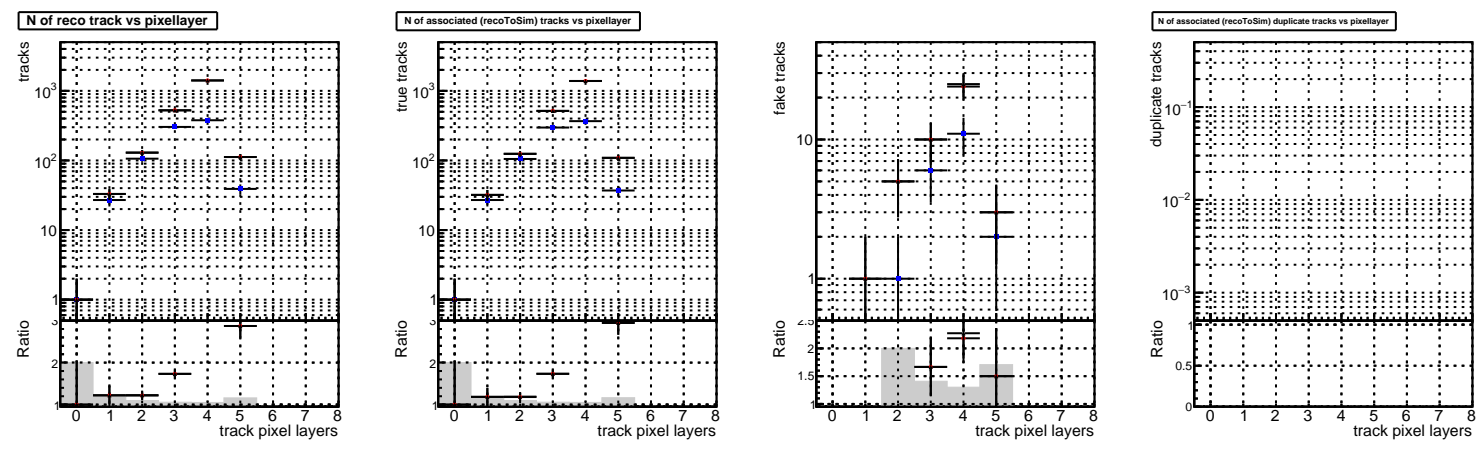 N of reco track vs pixellayer
tracks
10³
10²
10
1
Ratio
3
2
1
0 1 2 3 4 5 6 7 8
track pixel layers
N of associated (recoToSim) tracks vs pixellayer
true tracks
10³
10²
10
1
Ratio
3
2
1
0 1 2 3 4 5 6 7 8
track pixel layers
fake tracks
10
1
Ratio
2.5
2
1.5
1
0 1 2 3 4 5 6 7 8
track pixel layers
N of associated (recoToSim) duplicate tracks vs pixellayer
duplicate tracks
10⁻¹
10⁻²
10⁻³
Ratio
1
0.5
0
0 1 2 3 4 5 6 7 8
track pixel layers